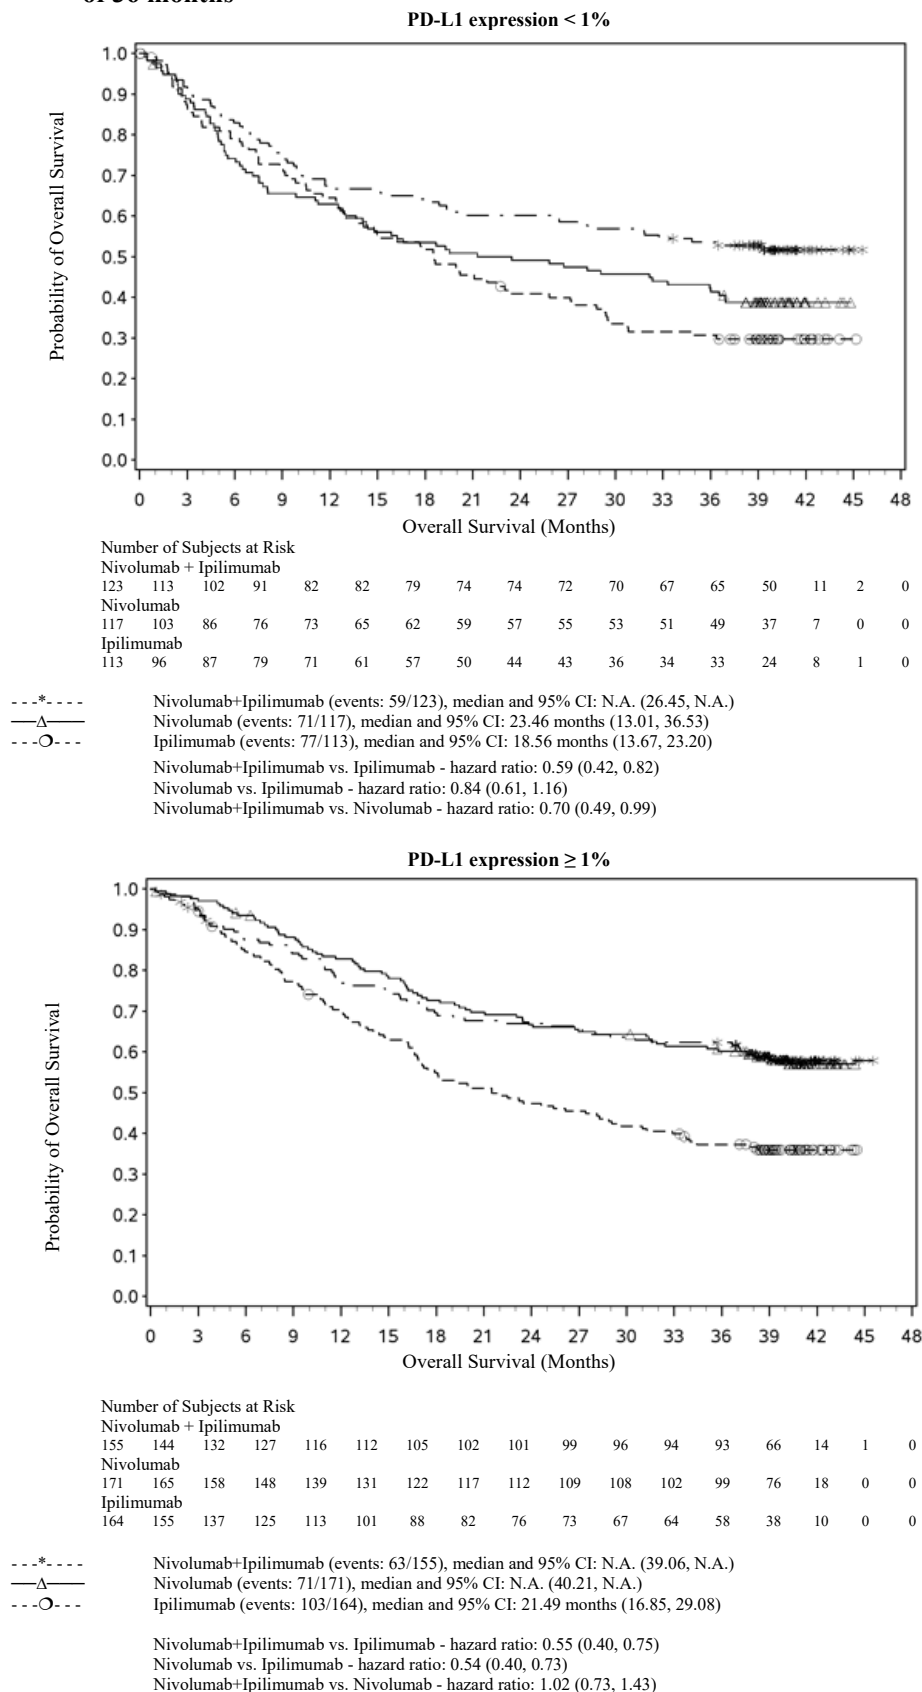 of 36 months
PD-L1 expression < 1%
Probability of Overall Survival
1.0
0.9
0.8
0.7
0.6
0.5
0.4
0.3
0.2
0.1
0.0
0 3 6 9 12 15 18 21 24 27 30 33 36 39 42 45 48
Overall Survival (Months)
Number of Subjects at Risk
Nivolumab + Ipilimumab
123 113 102 91 82 82 79 74 74 72 70 67 65 50 11 2 0
Nivolumab
117 103 86 76 73 65 62 59 57 55 53 51 49 37 7 0 0
Ipilimumab
113 96 87 79 71 61 57 50 44 43 36 34 33 24 8 1 0
- - -*- - - - Nivolumab+Ipilimumab (events: 59/123), median and 95% CI: N.A. (26.45, N.A.)
──Δ── Nivolumab (events: 71/117), median and 95% CI: 23.46 months (13.01, 36.53)
- - -❍- - - Ipilimumab (events: 77/113), median and 95% CI: 18.56 months (13.67, 23.20)
Nivolumab+Ipilimumab vs. Ipilimumab - hazard ratio: 0.59 (0.42, 0.82)
Nivolumab vs. Ipilimumab - hazard ratio: 0.84 (0.61, 1.16)
Nivolumab+Ipilimumab vs. Nivolumab - hazard ratio: 0.70 (0.49, 0.99)
PD-L1 expression ≥ 1%
Probability of Overall Survival
1.0
0.9
0.8
0.7
0.6
0.5
0.4
0.3
0.2
0.1
0.0
0 3 6 9 12 15 18 21 24 27 30 33 36 39 42 45 48
Overall Survival (Months)
Number of Subjects at Risk
Nivolumab + Ipilimumab
155 144 132 127 116 112 105 102 101 99 96 94 93 66 14 1 0
Nivolumab
171 165 158 148 139 131 122 117 112 109 108 102 99 76 18 0 0
Ipilimumab
164 155 137 125 113 101 88 82 76 73 67 64 58 38 10 0 0
- - -*- - - - Nivolumab+Ipilimumab (events: 63/155), median and 95% CI: N.A. (39.06, N.A.)
──Δ── Nivolumab (events: 71/171), median and 95% CI: N.A. (40.21, N.A.)
- - -❍- - - Ipilimumab (events: 103/164), median and 95% CI: 21.49 months (16.85, 29.08)
Nivolumab+Ipilimumab vs. Ipilimumab - hazard ratio: 0.55 (0.40, 0.75)
Nivolumab vs. Ipilimumab - hazard ratio: 0.54 (0.40, 0.73)
Nivolumab+Ipilimumab vs. Nivolumab - hazard ratio: 1.02 (0.73, 1.43)